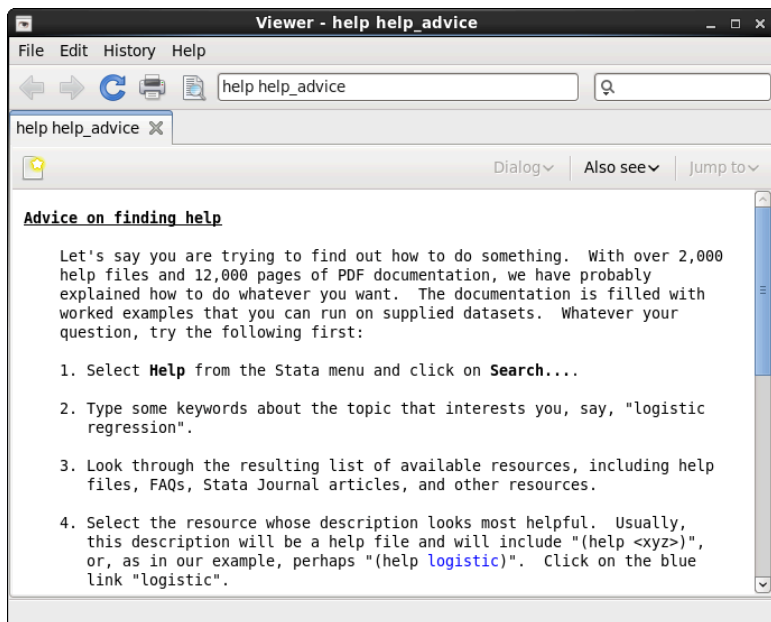 Viewer - help help_advice
File Edit History Help
help help_advice
help help_advice
Dialog Also see Jump to
Advice on finding help
Let's say you are trying to find out how to do something. With over 2,000
help files and 12,000 pages of PDF documentation, we have probably
explained how to do whatever you want. The documentation is filled with
worked examples that you can run on supplied datasets. Whatever your
question, try the following first:
1. Select Help from the Stata menu and click on Search....
2. Type some keywords about the topic that interests you, say, "logistic
regression".
3. Look through the resulting list of available resources, including help
files, FAQs, Stata Journal articles, and other resources.
4. Select the resource whose description looks most helpful. Usually,
this description will be a help file and will include "(help <xyz>)",
or, as in our example, perhaps "(help logistic)". Click on the blue
link "logistic".